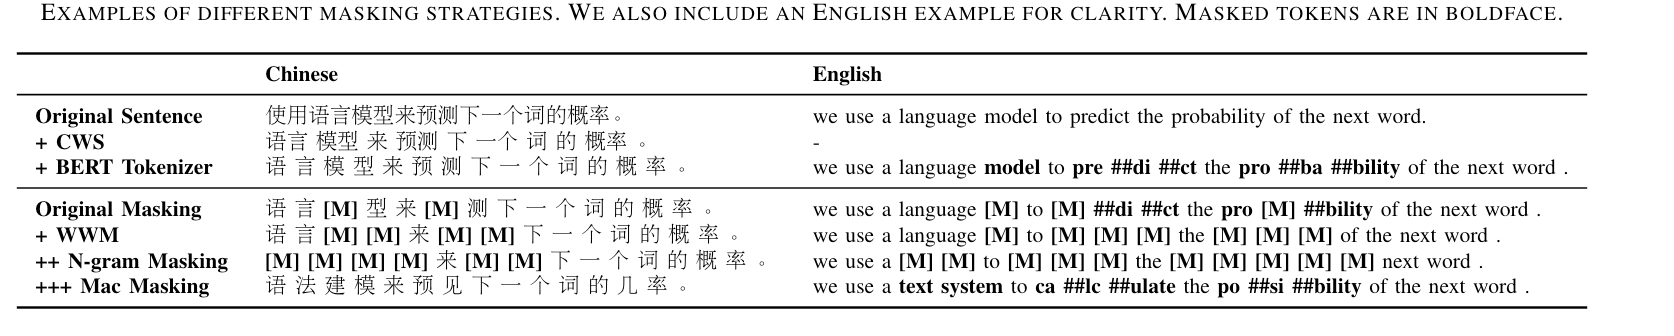 EXAMPLES OF DIFFERENT MASKING STRATEGIES. WE ALSO INCLUDE AN ENGLISH EXAMPLE FOR CLARITY. MASKED TOKENS ARE IN BOLDFACE.
Chinese English
Original Sentence 使用语言模型来预测下一个词的概率。 we use a language model to predict the probability of the next word.
+ CWS 语言 模型 来 预测 下 一个 词 的 概率 。 -
+ BERT Tokenizer 语 言 模 型 来 预 测 下 一 个 词 的 概 率 。 we use a language model to pre ##di ##ct the pro ##ba ##bility of the next word .
Original Masking 语 言 [M] 型 来 [M] 测 下 一 个 词 的 概 率 。 we use a language [M] to [M] ##di ##ct the pro [M] ##bility of the next word .
+ WWM 语 言 [M] [M] 来 [M] [M] 下 一 个 词 的 概 率 。 we use a language [M] to [M] [M] [M] the [M] [M] [M] of the next word .
++ N-gram Masking [M] [M] [M] [M] 来 [M] [M] 下 一 个 词 的 概 率 。 we use a [M] [M] to [M] [M] [M] the [M] [M] [M] [M] [M] next word .
+++ Mac Masking 语 法 建 模 来 预 见 下 一 个 词 的 几 率 。 we use a text system to ca ##lc ##ulate the po ##si ##bility of the next word .